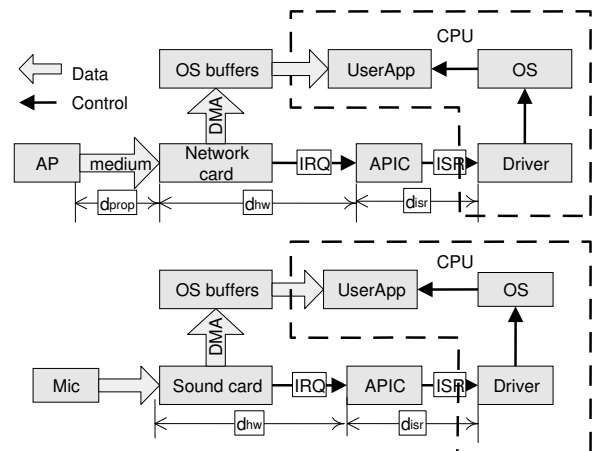 CPU
Data
Control
OS buffers
UserApp
OS
DMA
AP
medium
Network card
IRQ
APIC
ISR
Driver
dprop
dhw
disr
CPU
OS buffers
UserApp
OS
DMA
Mic
Sound card
IRQ
APIC
ISR
Driver
dhw
disr